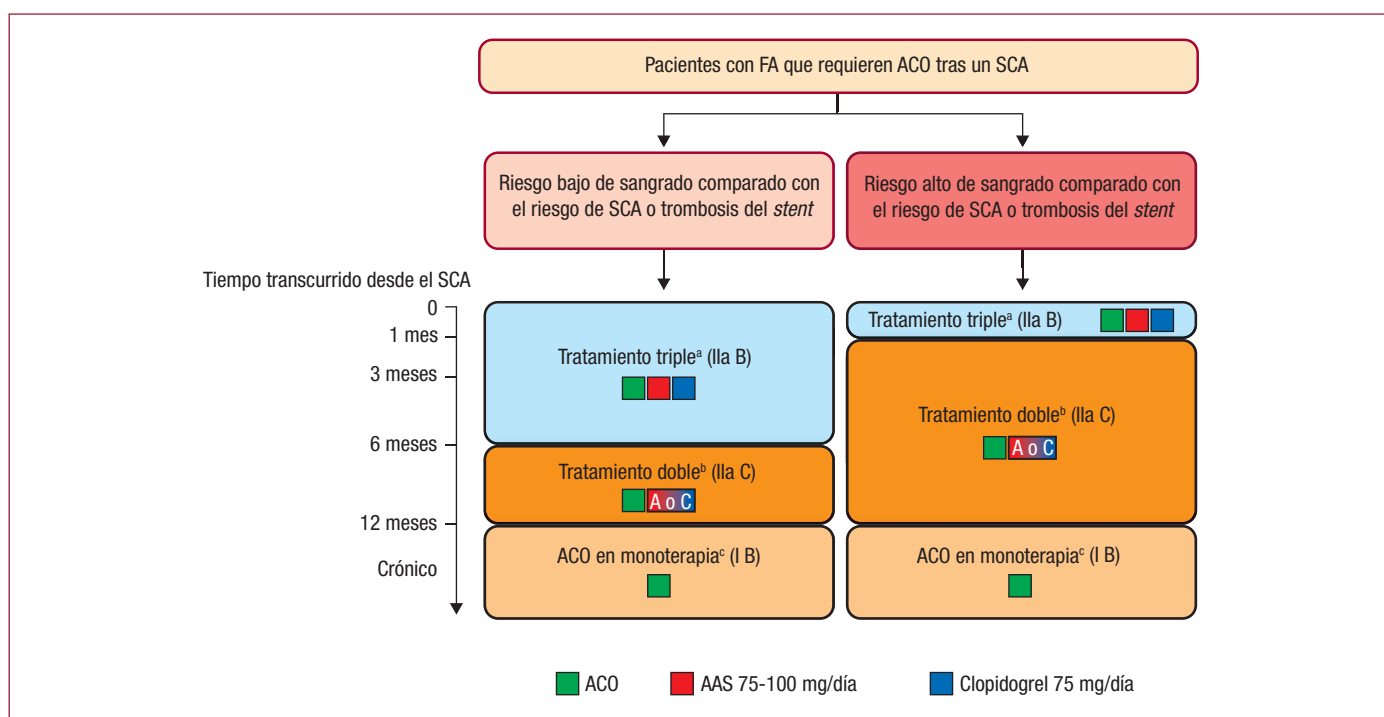 Pacientes con FA que requieren ACO tras un SCA
Riesgo bajo de sangrado comparado con
el riesgo de SCA o trombosis del stent
Riesgo alto de sangrado comparado con
el riesgo de SCA o trombosis del stent
Tiempo transcurrido desde el SCA
0
1 mes
3 meses
6 meses
12 meses
Crónico
Tratamiento tripleª (IIa B)
Tratamiento dobleᵇ (IIa C)
A o C
ACO en monoterapiaᶜ (I B)
Tratamiento tripleª (IIa B)
Tratamiento dobleᵇ (IIa C)
A o C
ACO en monoterapiaᶜ (I B)
ACO
AAS 75-100 mg/día
Clopidogrel 75 mg/día